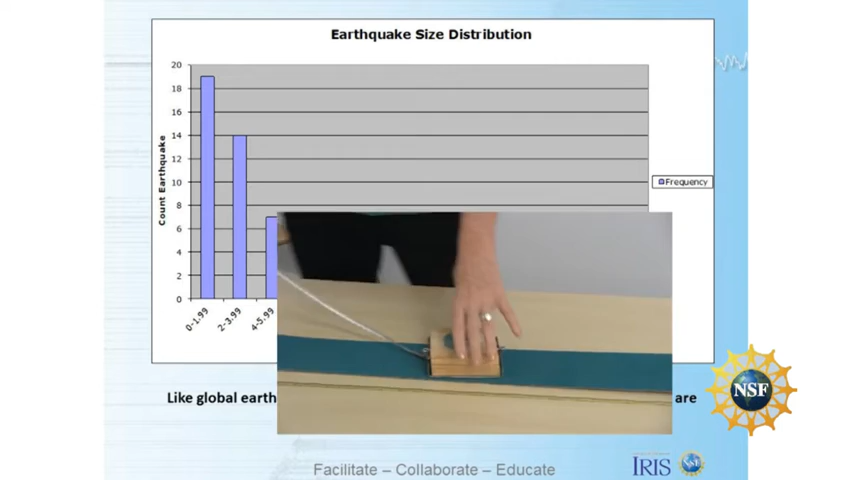 Earthquake Size Distribution
20
18
16
14
12
10
8
6
4
2
0
Count Earthquake
0-1.99
2-3.99
4-5.99
Frequency
Like global earth
are
NSF
Facilitate – Collaborate – Educate
IRIS
NSF